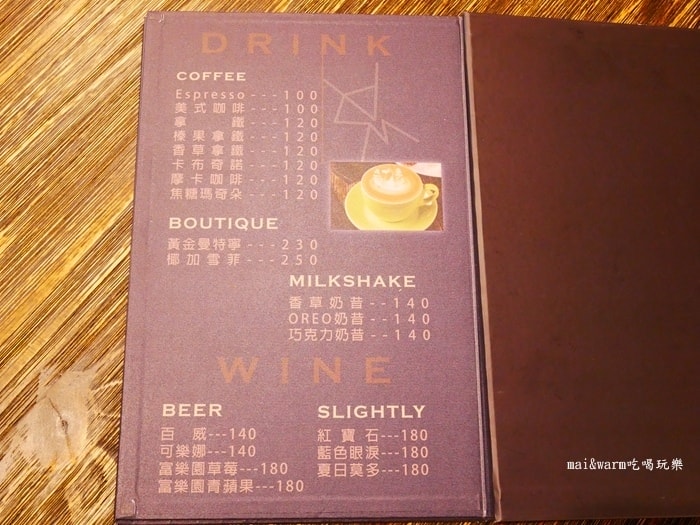 DRINK
COFFEE
Espresso---100
美式咖啡---100
拿鐵---120
榛果拿鐵---120
香草拿鐵---120
卡布奇諾---120
摩卡咖啡---120
焦糖瑪奇朵---120
BOUTIQUE
黃金曼特寧---230
椰加雪菲---250
MILKSHAKE
香草奶昔--140
OREO奶昔--140
巧克力奶昔--140
WINE
BEER
百威---140
可樂娜---140
富樂園草莓---180
富樂園青蘋果---180
SLIGHTLY
紅寶石---180
藍色眼淚---180
夏日莫多---180
mai&warm吃喝玩樂